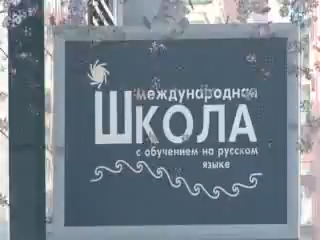 международная
ШКОЛА
с обучением на русском
языке